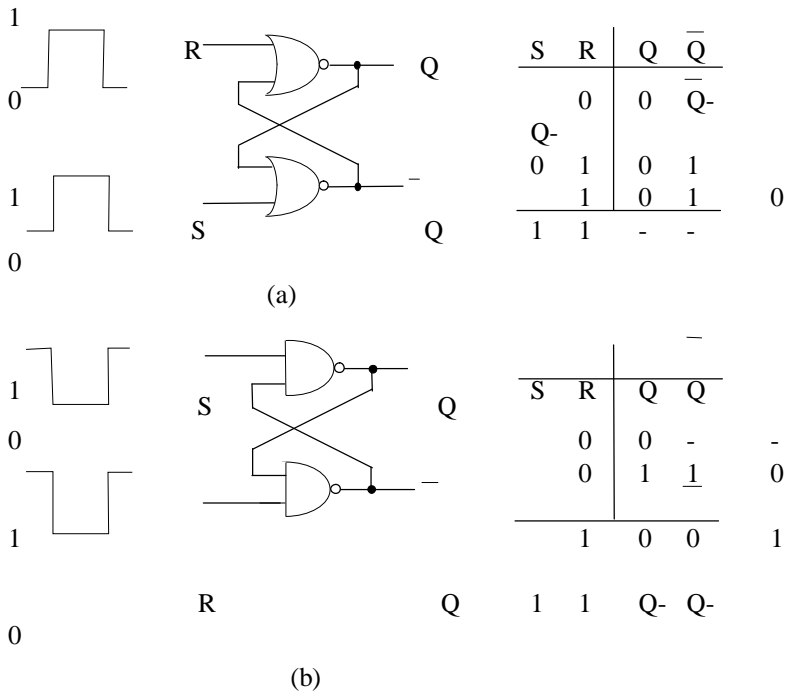 1
R Q S R Q Q̅
0 0 0 Q̅-
Q-
0 1 0 1
1 1 0 1 0
S Q 1 1 - -
0
(a)
1 S Q S R Q Q
0 0 0 - -
0 1 1 0
1 1 0 0 1
R Q 1 1 Q- Q-
0
(b)